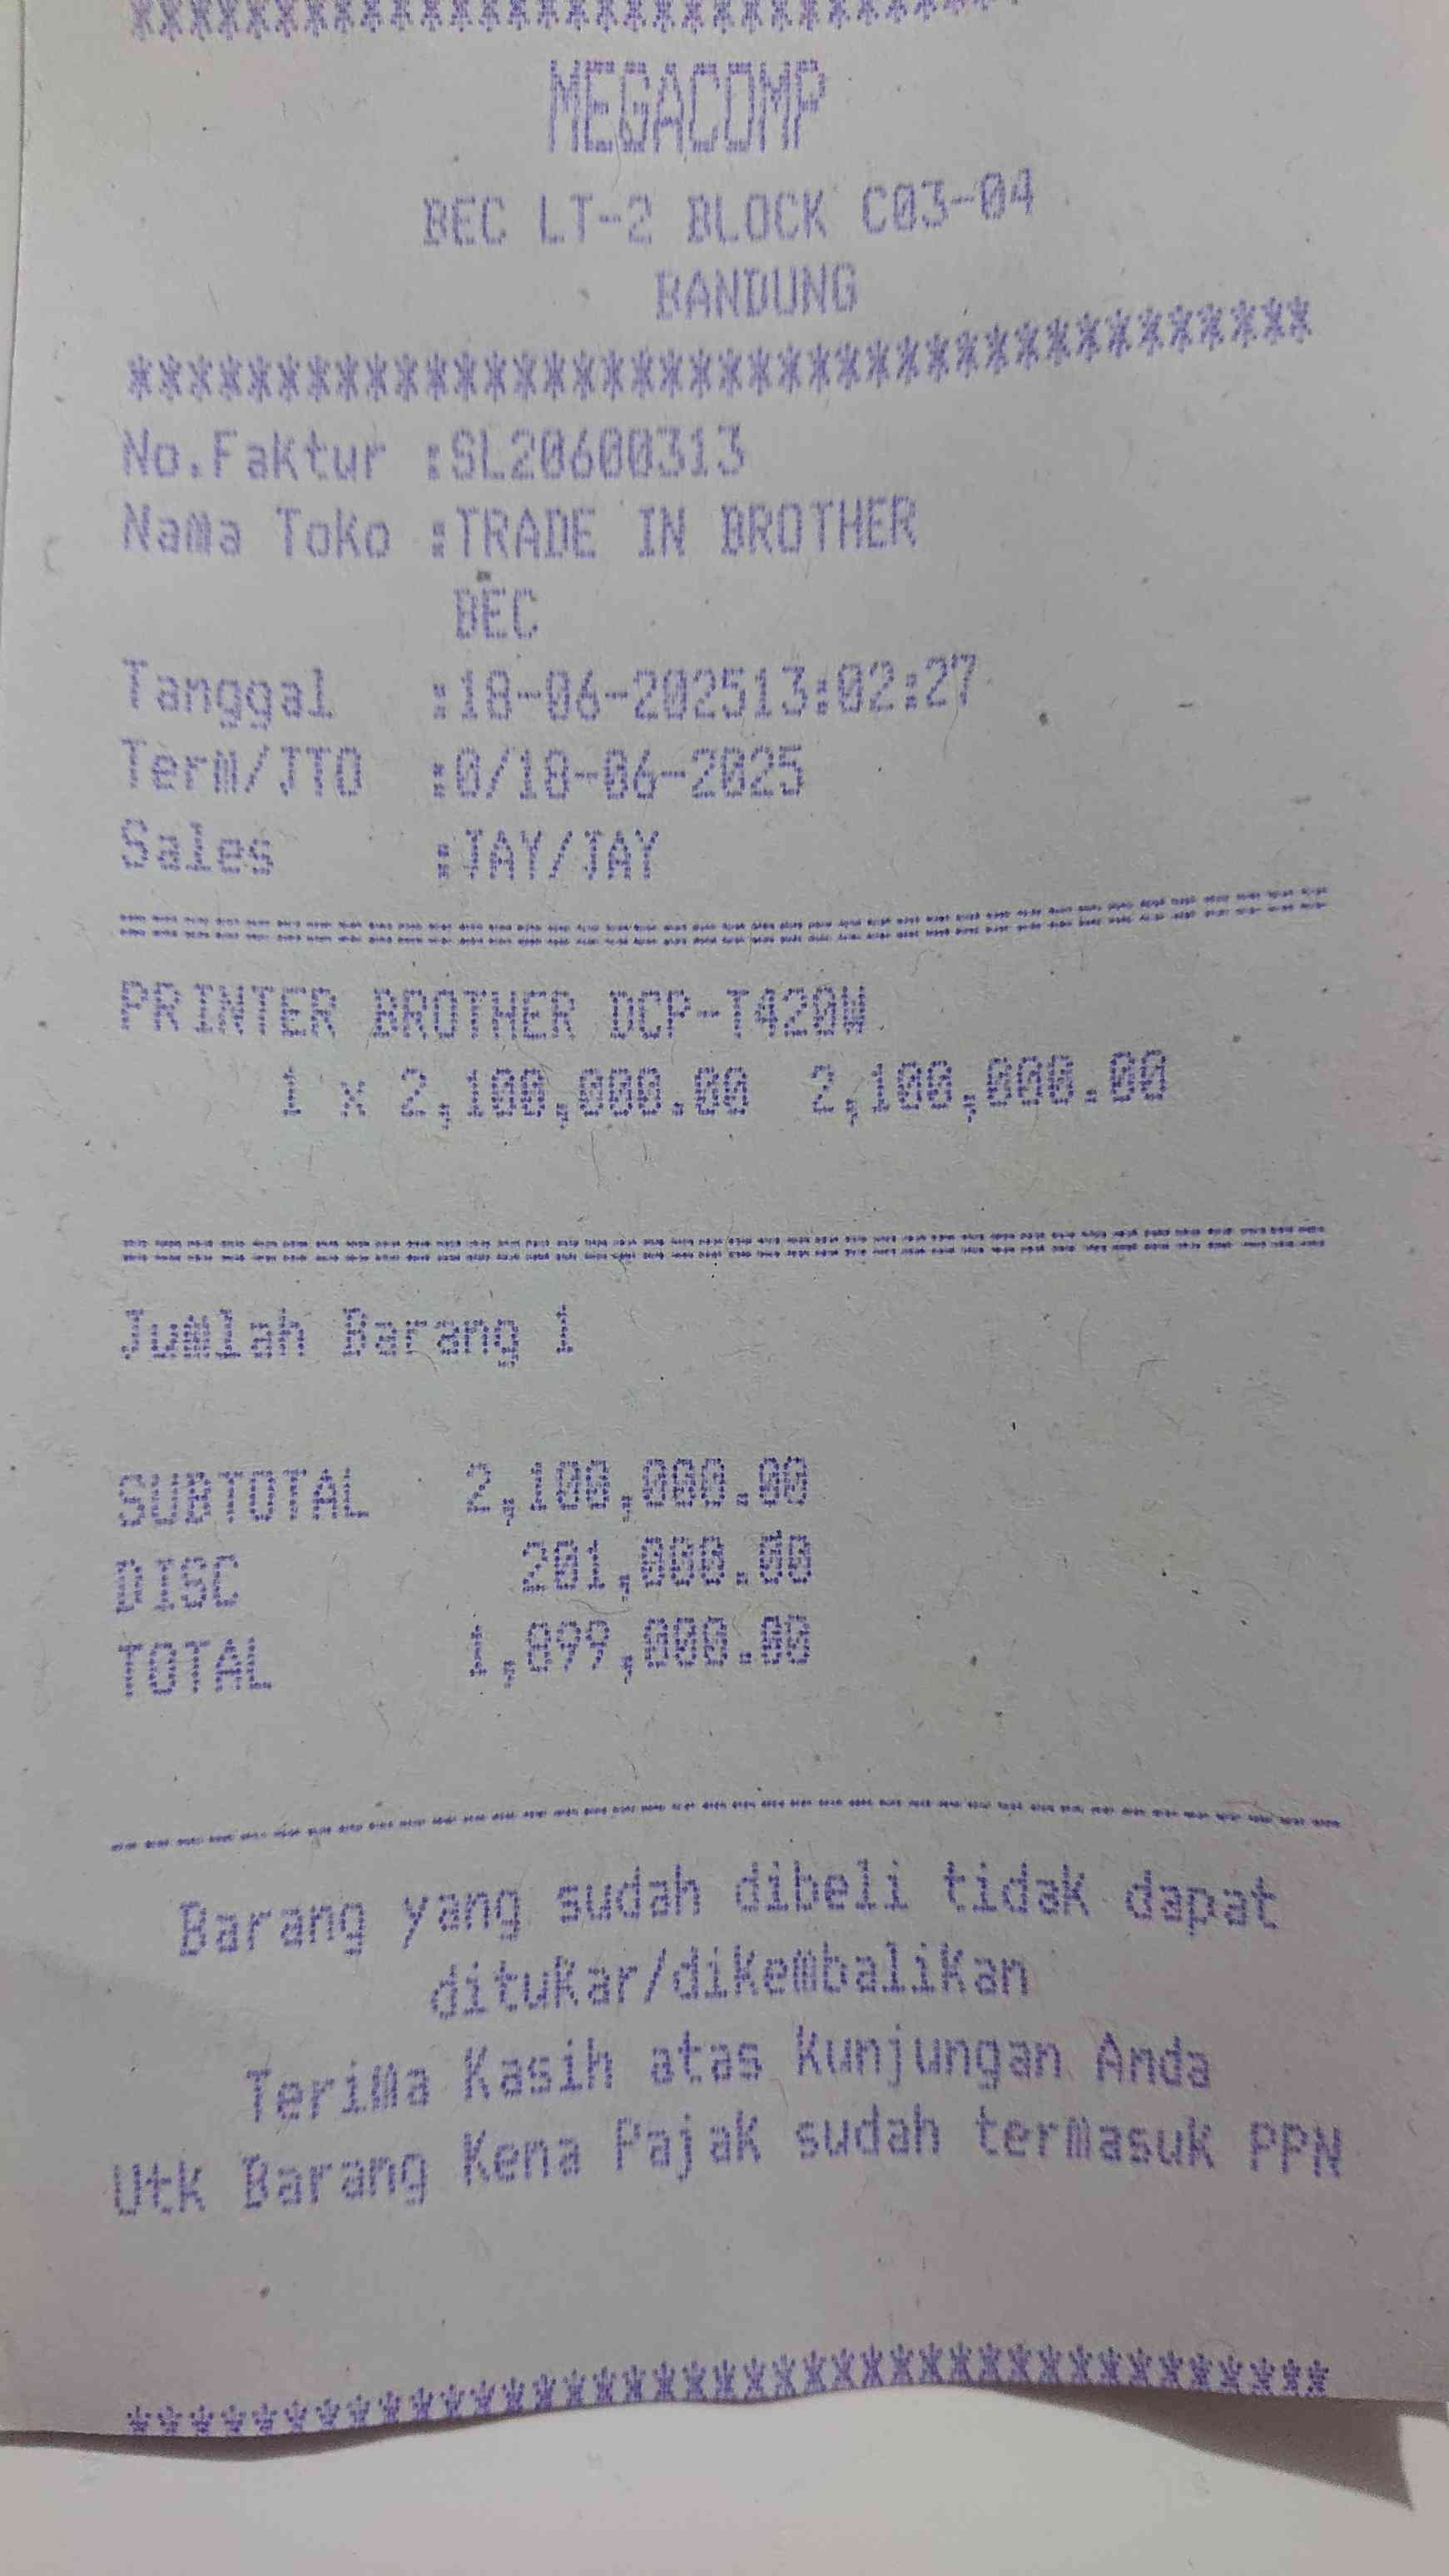 ***************************************
MEGACOMP
BEC LT-2 BLOCK C03-04
BANDUNG
****************************************
No.Faktur :SL20600313
Nama Toko :TRADE IN BROTHER
BEC
Tanggal :18-06-202513:02:27
Term/JTO :0/18-06-2025
Sales :JAY/JAY
========================================
PRINTER BROTHER DCP-T420W
1 x 2,100,000.00 2,100,000.00
========================================
Jumlah Barang 1
SUBTOTAL 2,100,000.00
DISC 201,000.00
TOTAL 1,899,000.00
----------------------------------------
Barang yang sudah dibeli tidak dapat
ditukar/dikembalikan
Terima Kasih atas Kunjungan Anda
Utk Barang Kena Pajak sudah termasuk PPN
****************************************